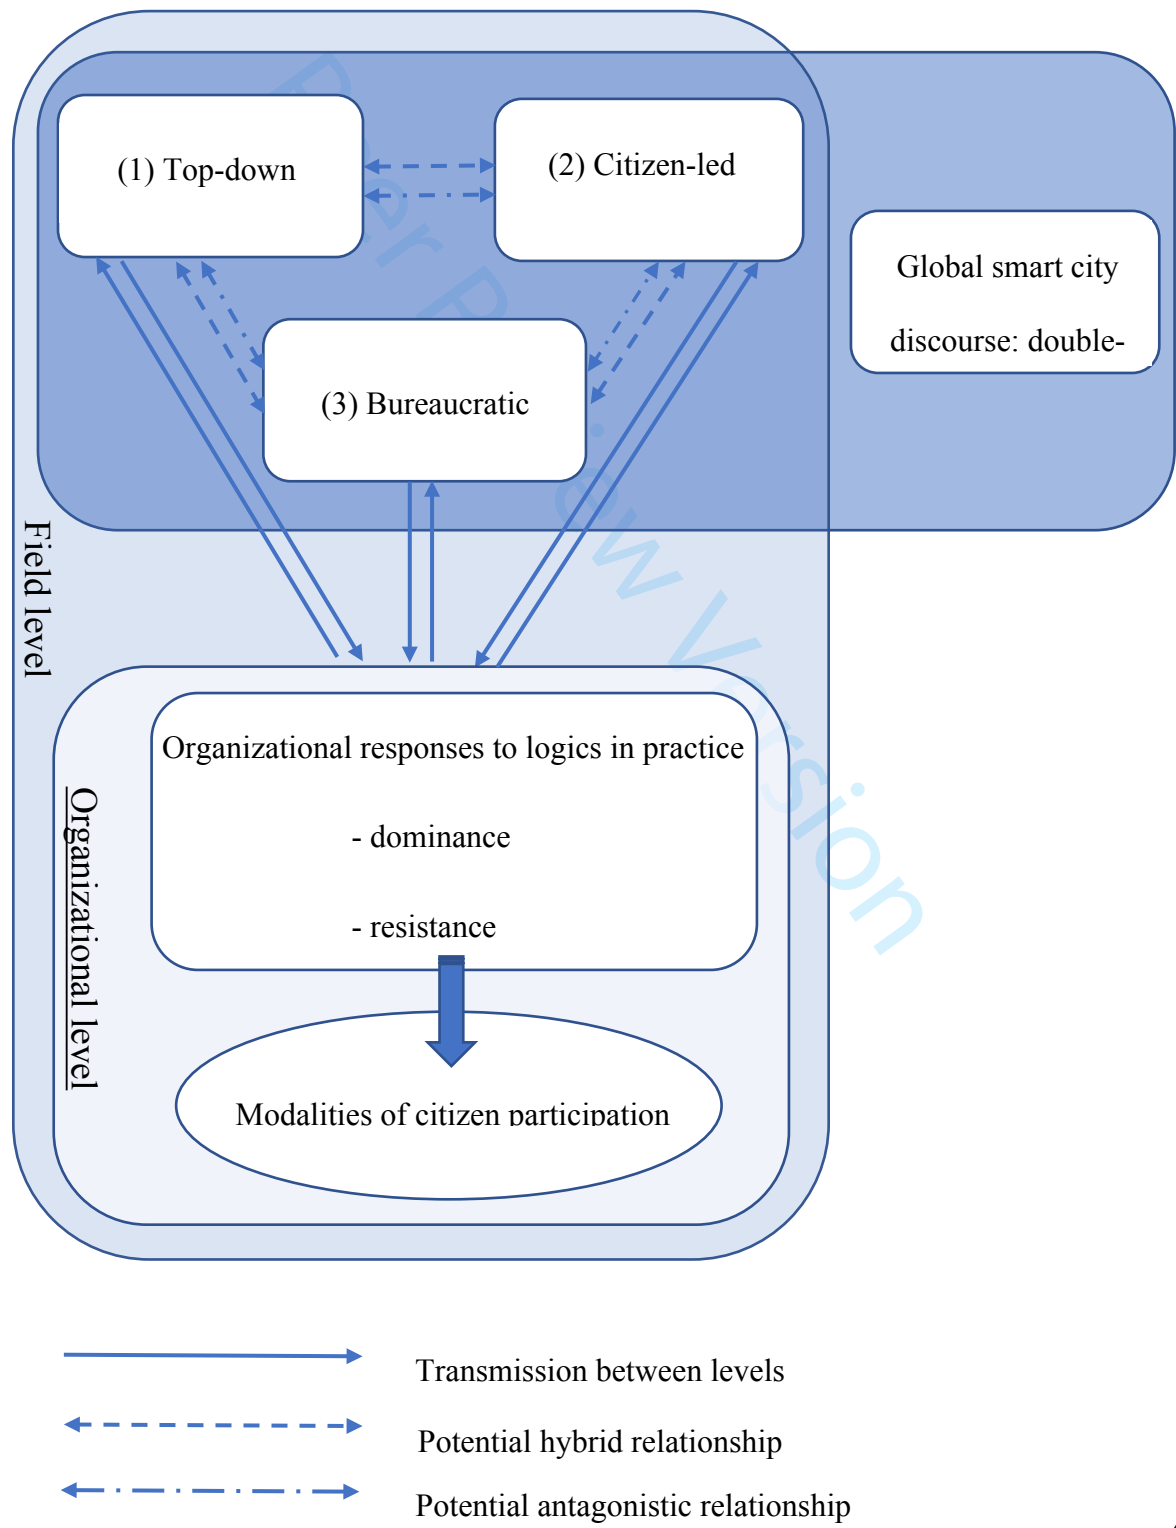 (1) Top-down
(2) Citizen-led
Global smart city
discourse: double-
(3) Bureaucratic
Field level
Organizational level
Organizational responses to logics in practice
- dominance
- resistance
Modalities of citizen participation
Transmission between levels
Potential hybrid relationship
Potential antagonistic relationship